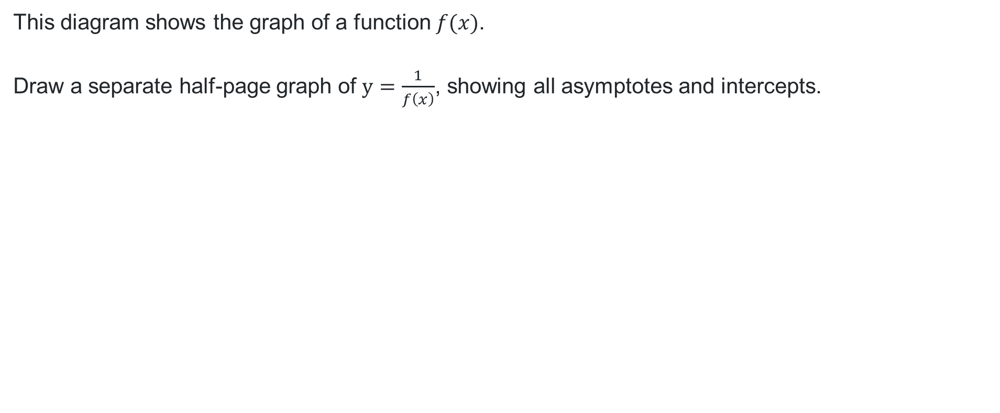 This diagram shows the graph of a function f(x).
Draw a separate half-page graph of y = 1/f(x), showing all asymptotes and intercepts.